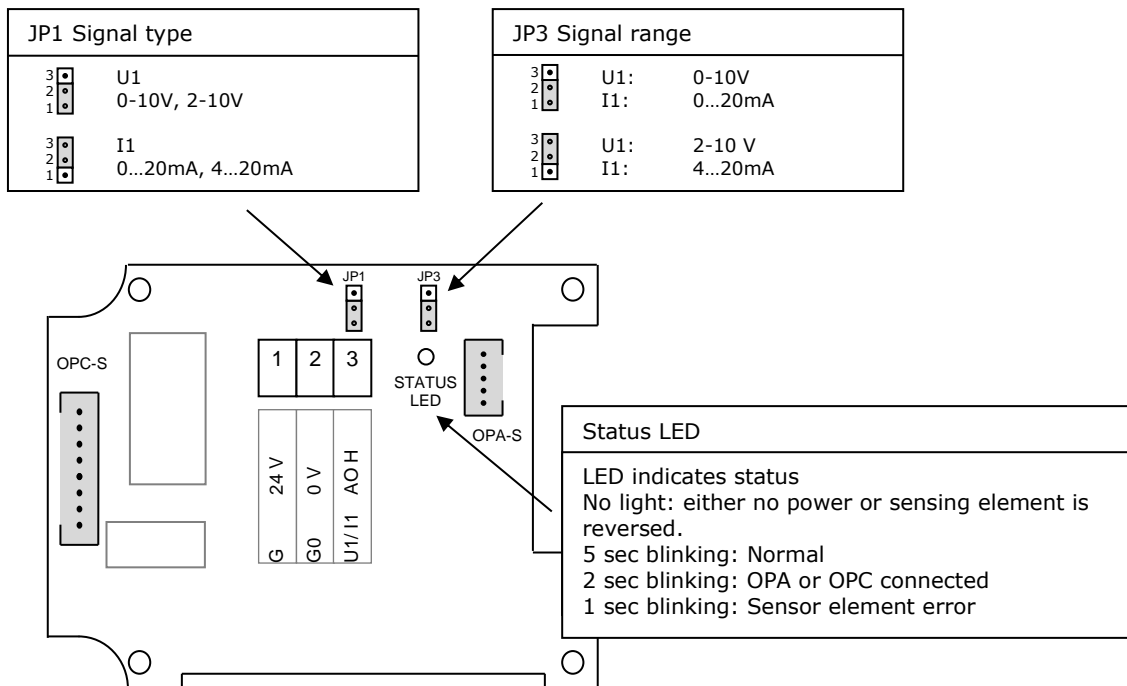 JP1 Signal type
3
2
1
U1
0-10V, 2-10V
3
2
1
I1
0...20mA, 4...20mA
JP3 Signal range
3
2
1
U1: 0-10V
I1: 0...20mA
3
2
1
U1: 2-10 V
I1: 4...20mA
JP1
JP3
OPC-S
1 2 3
STATUS
LED
OPA-S
G 24 V
G0 0 V
U1/I1 AO H
Status LED
LED indicates status
No light: either no power or sensing element is
reversed.
5 sec blinking: Normal
2 sec blinking: OPA or OPC connected
1 sec blinking: Sensor element error